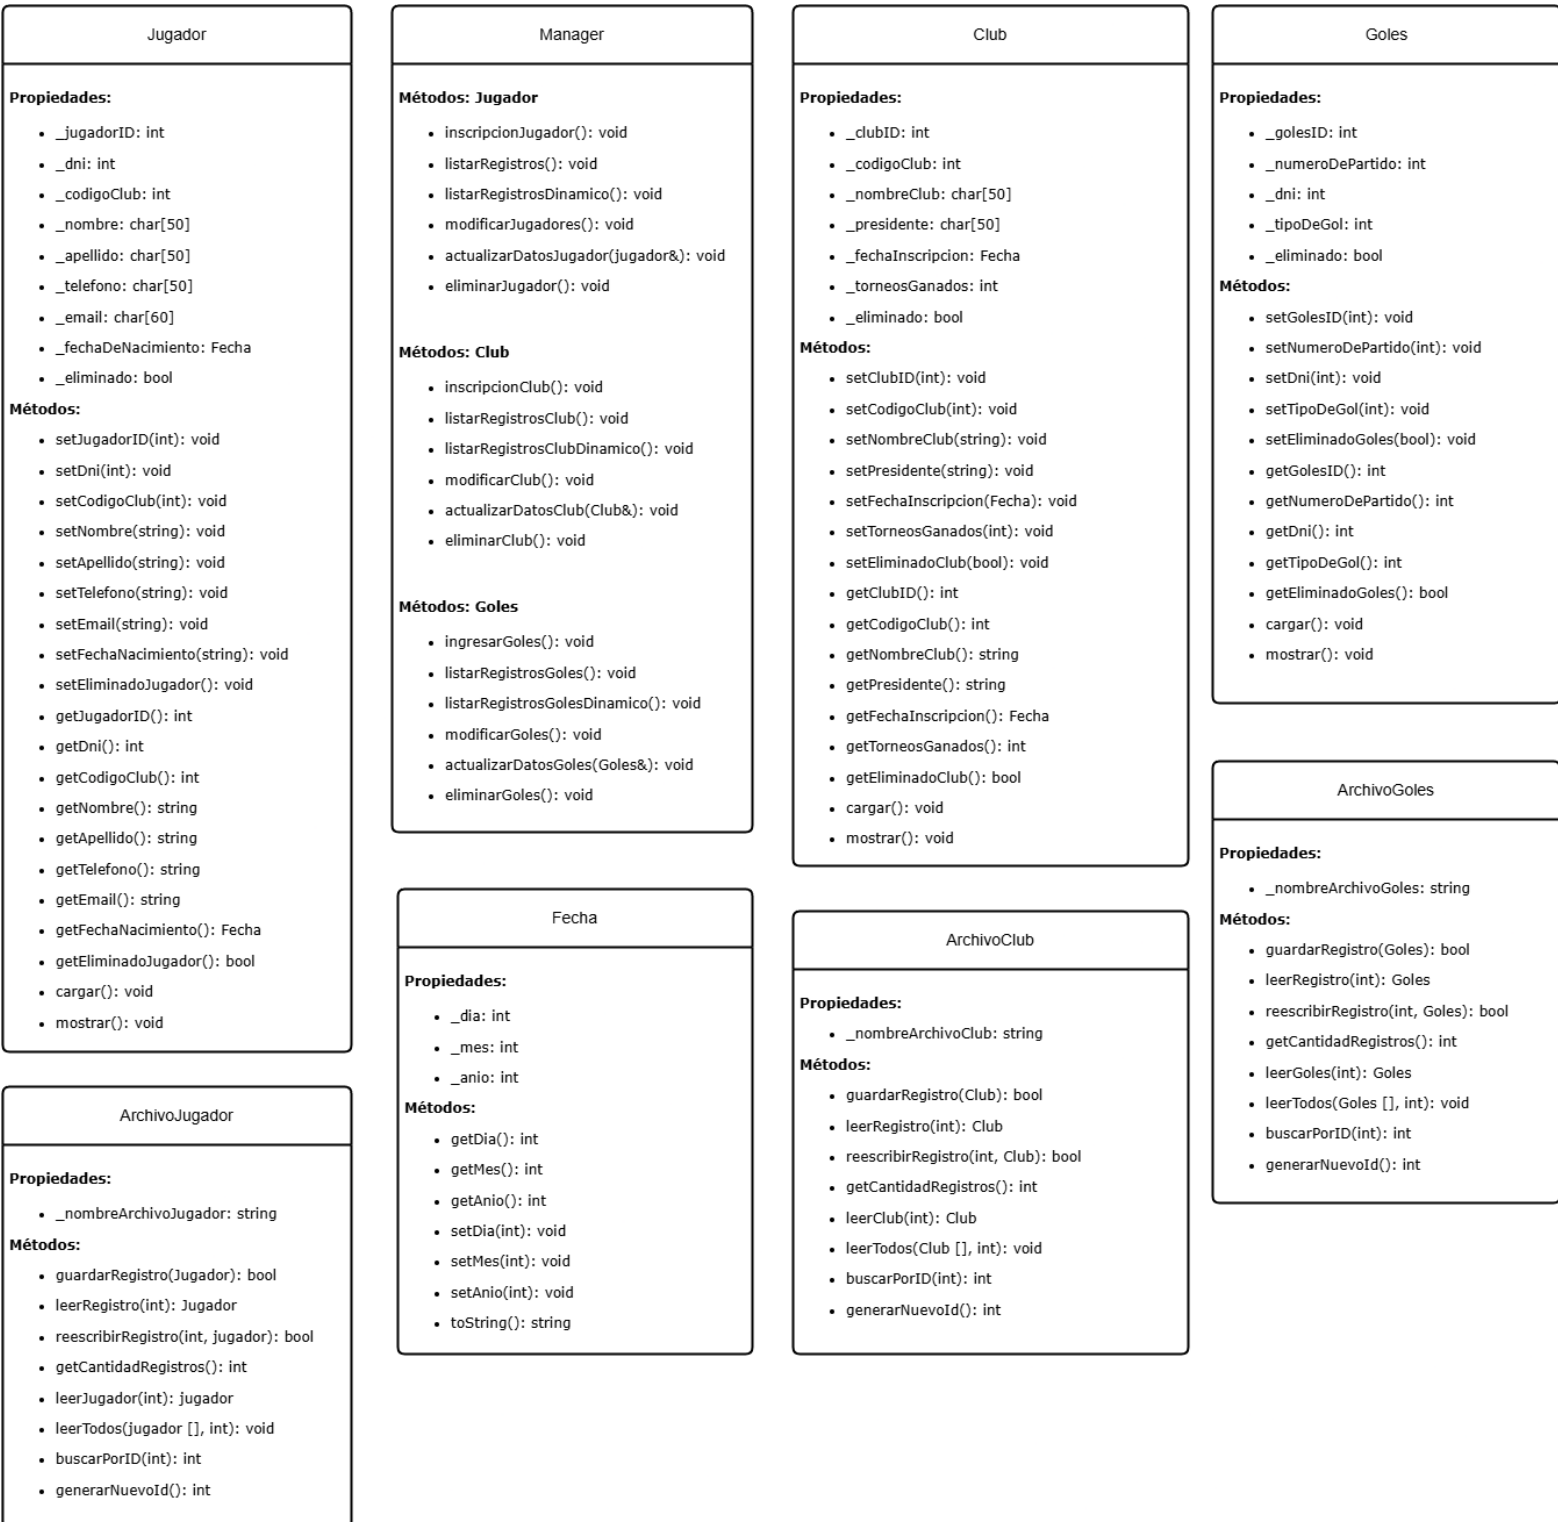 Jugador
Propiedades:
_jugadorID: int
_dni: int
_codigoClub: int
_nombre: char[50]
_apellido: char[50]
_telefono: char[50]
_email: char[60]
_fechaDeNacimiento: Fecha
_eliminado: bool
Métodos:
setJugadorID(int): void
setDni(int): void
setCodigoClub(int): void
setNombre(string): void
setApellido(string): void
setTelefono(string): void
setEmail(string): void
setFechaNacimiento(string): void
setEliminadoJugador(): void
getJugadorID(): int
getDni(): int
getCodigoClub(): int
getNombre(): string
getApellido(): string
getTelefono(): string
getEmail(): string
getFechaNacimiento(): Fecha
getEliminadoJugador(): bool
cargar(): void
mostrar(): void
ArchivoJugador
Propiedades:
_nombreArchivoJugador: string
Métodos:
guardarRegistro(Jugador): bool
leerRegistro(int): Jugador
reescribirRegistro(int, jugador): bool
getCantidadRegistros(): int
leerJugador(int): jugador
leerTodos(jugador [], int): void
buscarPorID(int): int
generarNuevoId(): int
Manager
Métodos: Jugador
inscripcionJugador(): void
listarRegistros(): void
listarRegistrosDinamico(): void
modificarJugadores(): void
actualizarDatosJugador(jugador&): void
eliminarJugador(): void
Métodos: Club
inscripcionClub(): void
listarRegistrosClub(): void
listarRegistrosClubDinamico(): void
modificarClub(): void
actualizarDatosClub(Club&): void
eliminarClub(): void
Métodos: Goles
ingresarGoles(): void
listarRegistrosGoles(): void
listarRegistrosGolesDinamico(): void
modificarGoles(): void
actualizarDatosGoles(Goles&): void
eliminarGoles(): void
Fecha
Propiedades:
_dia: int
_mes: int
_anio: int
Métodos:
getDia(): int
getMes(): int
getAnio(): int
setDia(int): void
setMes(int): void
setAnio(int): void
toString(): string
Club
Propiedades:
_clubID: int
_codigoClub: int
_nombreClub: char[50]
_presidente: char[50]
_fechaInscripcion: Fecha
_torneosGanados: int
_eliminado: bool
Métodos:
setClubID(int): void
setCodigoClub(int): void
setNombreClub(string): void
setPresidente(string): void
setFechaInscripcion(Fecha): void
setTorneosGanados(int): void
setEliminadoClub(bool): void
getClubID(): int
getCodigoClub(): int
getNombreClub(): string
getPresidente(): string
getFechaInscripcion(): Fecha
getTorneosGanados(): int
getEliminadoClub(): bool
cargar(): void
mostrar(): void
ArchivoClub
Propiedades:
_nombreArchivoClub: string
Métodos:
guardarRegistro(Club): bool
leerRegistro(int): Club
reescribirRegistro(int, Club): bool
getCantidadRegistros(): int
leerClub(int): Club
leerTodos(Club [], int): void
buscarPorID(int): int
generarNuevoId(): int
Goles
Propiedades:
_golesID: int
_numeroDePartido: int
_dni: int
_tipoDeGol: int
_eliminado: bool
Métodos:
setGolesID(int): void
setNumeroDePartido(int): void
setDni(int): void
setTipoDeGol(int): void
setEliminadoGoles(bool): void
getGolesID(): int
getNumeroDePartido(): int
getDni(): int
getTipoDeGol(): int
getEliminadoGoles(): bool
cargar(): void
mostrar(): void
ArchivoGoles
Propiedades:
_nombreArchivoGoles: string
Métodos:
guardarRegistro(Goles): bool
leerRegistro(int): Goles
reescribirRegistro(int, Goles): bool
getCantidadRegistros(): int
leerGoles(int): Goles
leerTodos(Goles [], int): void
buscarPorID(int): int
generarNuevoId(): int